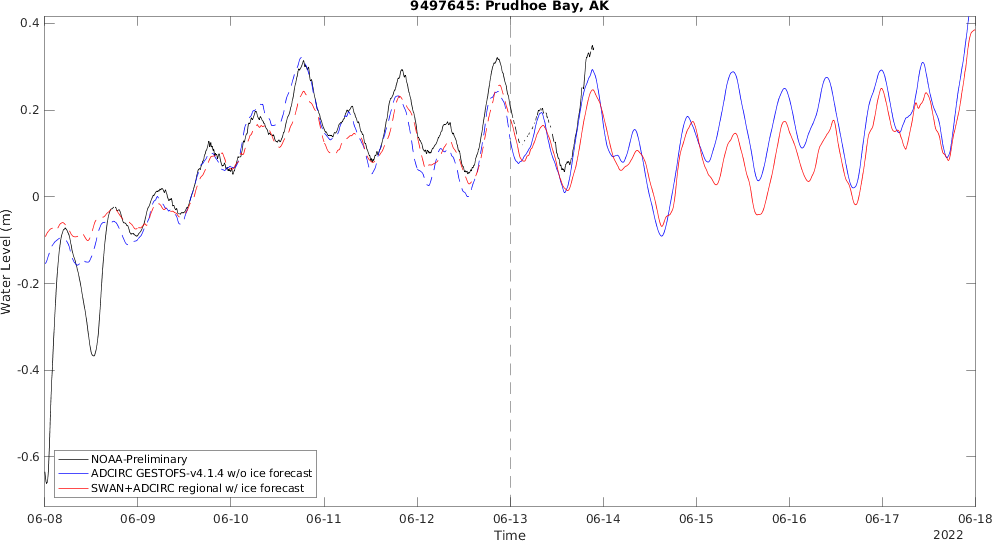 9497645: Prudhoe Bay, AK
0.4
0.2
0
-0.2
-0.4
-0.6
Water Level (m)
NOAA-Preliminary
ADCIRC GESTOFS-v4.1.4 w/o ice forecast
SWAN+ADCIRC regional w/ ice forecast
06-08 06-09 06-10 06-11 06-12 06-13 06-14 06-15 06-16 06-17 06-18
Time
2022